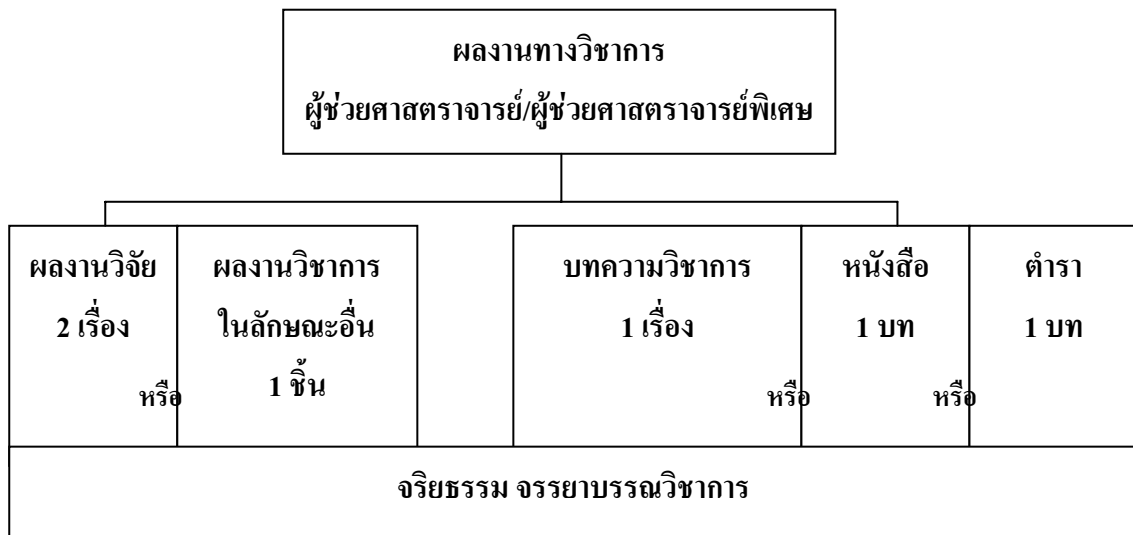 ผลงานทางวิชาการ
ผู้ช่วยศาสตราจารย์/ผู้ช่วยศาสตราจารย์พิเศษ
ผลงานวิจัย
2 เรื่อง
หรือ
ผลงานวิชาการ
ในลักษณะอื่น
1 ชิ้น
บทความวิชาการ
1 เรื่อง
หรือ
หนังสือ
1 บท
หรือ
ตำรา
1 บท
จริยธรรม จรรยาบรรณวิชาการ